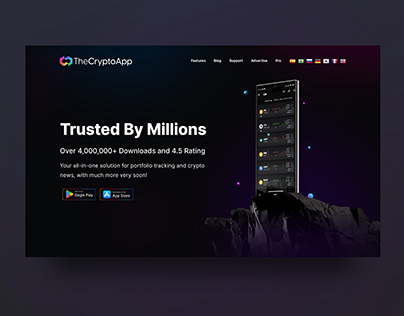 TheCryptoApp
Features Blog Support Advertise Pro
Trusted By Millions
Over 4,000,000+ Downloads and 4.5 Rating
Your all-in-one solution for portfolio tracking and crypto
news, with much more very soon!
Google Play
App Store